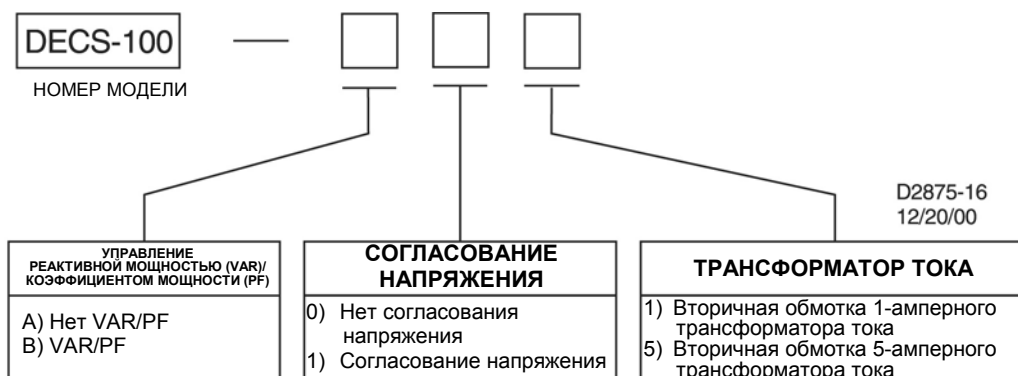 DECS-100
НОМЕР МОДЕЛИ
D2875-16
12/20/00
УПРАВЛЕНИЕ
РЕАКТИВНОЙ МОЩНОСТЬЮ (VAR)/
КОЭФФИЦИЕНТОМ МОЩНОСТИ (PF)
A) Нет VAR/PF
B) VAR/PF
СОГЛАСОВАНИЕ
НАПРЯЖЕНИЯ
0) Нет согласования
напряжения
1) Согласование напряжения
ТРАНСФОРМАТОР ТОКА
1) Вторичная обмотка 1-амперного
трансформатора тока
5) Вторичная обмотка 5-амперного
трансформатора тока